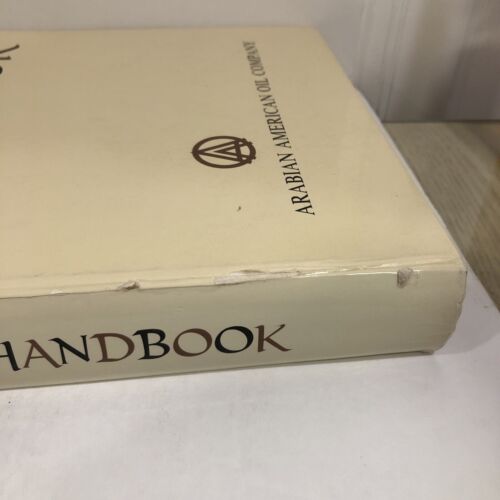 ARABIAN AMERICAN OIL COMPANY
HANDBOOK